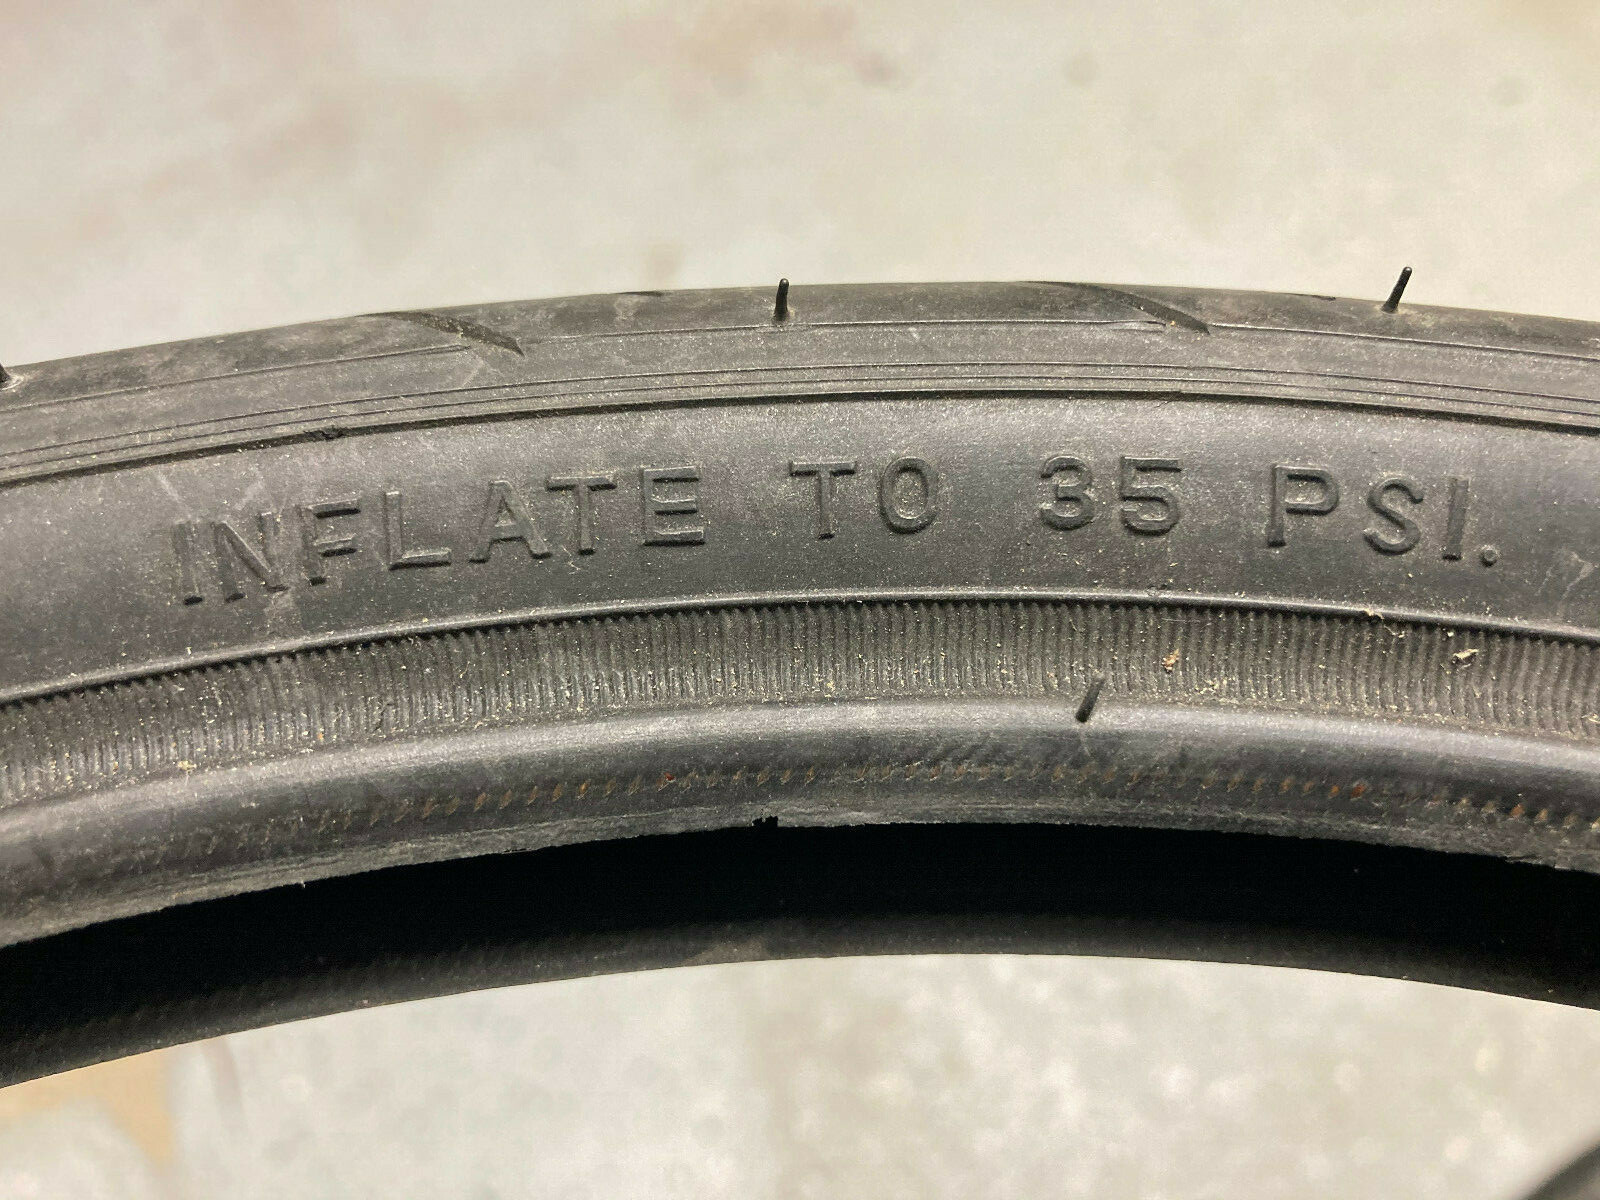 INFLATE TO 35 PSI.